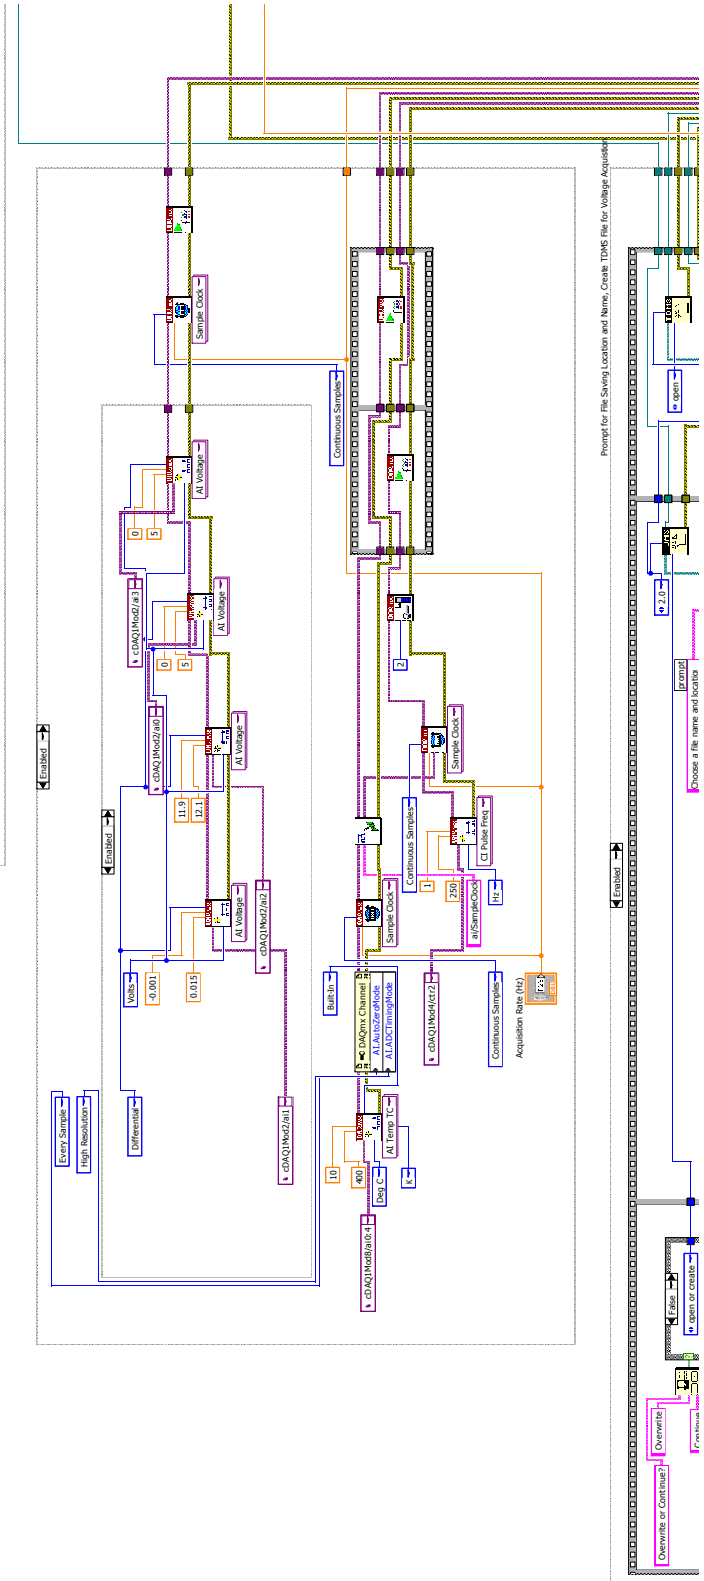 Prompt for File Saving Location and Name, Create TDMS File for Voltage Acquisition
Enabled
Enabled
Every Sample
High Resolution
Differential
Volts
-0.001
0.015
cDAQ1Mod2/ai1
AI Voltage
cDAQ1Mod2/ai2
11.9
12.1
AI Voltage
cDAQ1Mod2/ai0
0
5
AI Voltage
cDAQ1Mod2/ai3
0
5
AI Voltage
Sample Clock
Continuous Samples
cDAQ1Mod8/ai0:4
10
400
Deg C
K
AI Temp TC
Built-In
DAQmx Channel
AI.AutoZeroMode
AI.ADCTimingMode
Sample Clock
Continuous Samples
Acquisition Rate (Hz)
cDAQ1Mod4/ctr2
ai/SampleClock
1
250
Hz
CI Pulse Freq
Continuous Samples
Sample Clock
2
Enabled
Overwrite or Continue?
Overwrite
Continue
False
open or create
Choose a file name and location
prompt
2.0
open